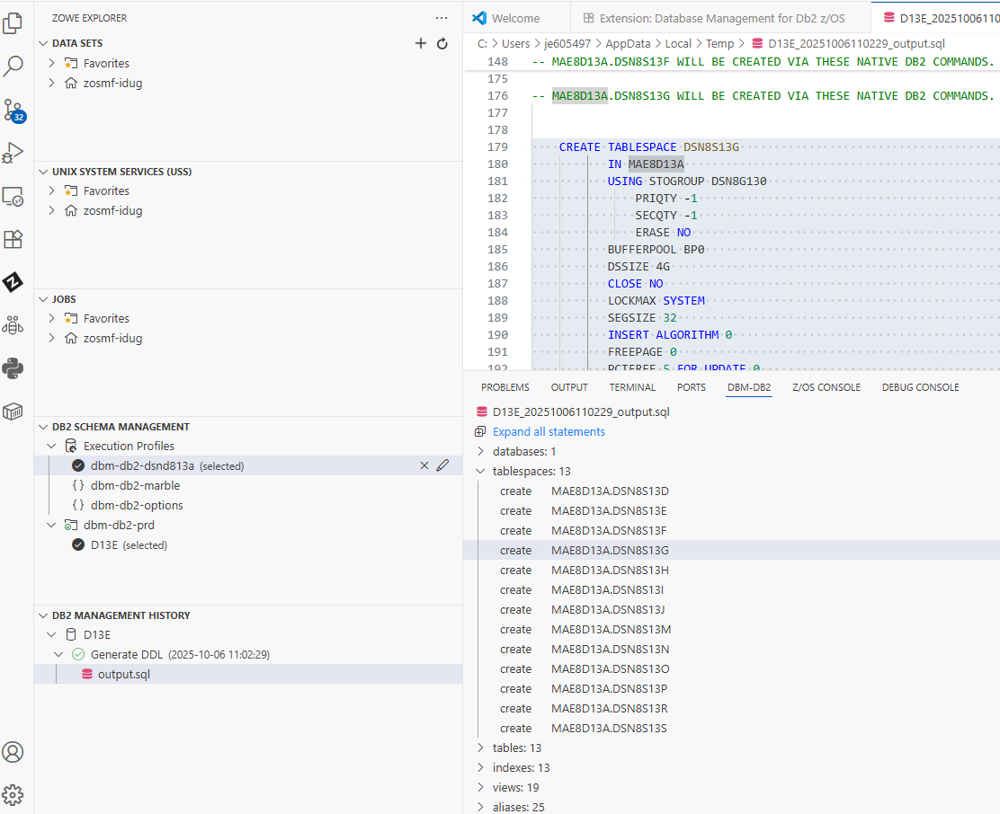 ZOWE EXPLORER
DATA SETS
Favorites
zosmf-idug
UNIX SYSTEM SERVICES (USS)
Favorites
zosmf-idug
JOBS
Favorites
zosmf-idug
DB2 SCHEMA MANAGEMENT
Execution Profiles
dbm-db2-dsnd813a (selected)
{} dbm-db2-marble
{} dbm-db2-options
dbm-db2-prd
D13E (selected)
DB2 MANAGEMENT HISTORY
D13E
Generate DDL (2025-10-06 11:02:29)
output.sql
32
Welcome
Extension: Database Management for Db2 z/OS
D13E_202510061102
C: > Users > je605497 > AppData > Local > Temp > D13E_20251006110229_output.sql
148 -- MAE8D13A.DSN8S13F WILL BE CREATED VIA THESE NATIVE DB2 COMMANDS.
175
176 -- MAE8D13A.DSN8S13G WILL BE CREATED VIA THESE NATIVE DB2 COMMANDS.
177
178
179 CREATE TABLESPACE DSN8S13G
180 IN MAE8D13A
181 USING STOGROUP DSN8G130
182 PRIQTY -1
183 SECQTY -1
184 ERASE NO
185 BUFFERPOOL BP0
186 DSSIZE 4G
187 CLOSE NO
188 LOCKMAX SYSTEM
189 SEGSIZE 32
190 INSERT ALGORITHM 0
191 FREEPAGE 0
192 PCTFREE 5 FOR UPDATE 0
PROBLEMS OUTPUT TERMINAL PORTS DBM-DB2 Z/OS CONSOLE DEBUG CONSOLE
D13E_20251006110229_output.sql
Expand all statements
databases: 1
tablespaces: 13
create MAE8D13A.DSN8S13D
create MAE8D13A.DSN8S13E
create MAE8D13A.DSN8S13F
create MAE8D13A.DSN8S13G
create MAE8D13A.DSN8S13H
create MAE8D13A.DSN8S13I
create MAE8D13A.DSN8S13J
create MAE8D13A.DSN8S13M
create MAE8D13A.DSN8S13N
create MAE8D13A.DSN8S13O
create MAE8D13A.DSN8S13P
create MAE8D13A.DSN8S13R
create MAE8D13A.DSN8S13S
tables: 13
indexes: 13
views: 19
aliases: 25